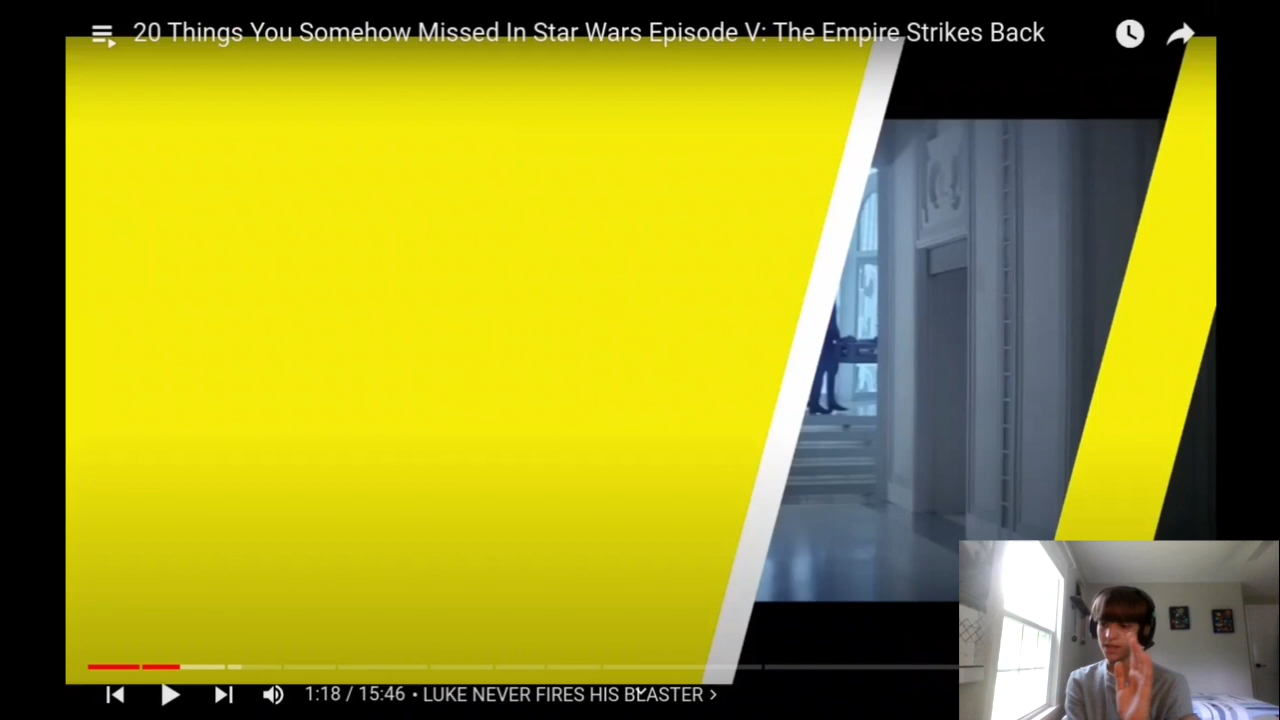 20 Things You Somehow Missed In Star Wars Episode V: The Empire Strikes Back
1:18 / 15:46 • LUKE NEVER FIRES HIS BLASTER >